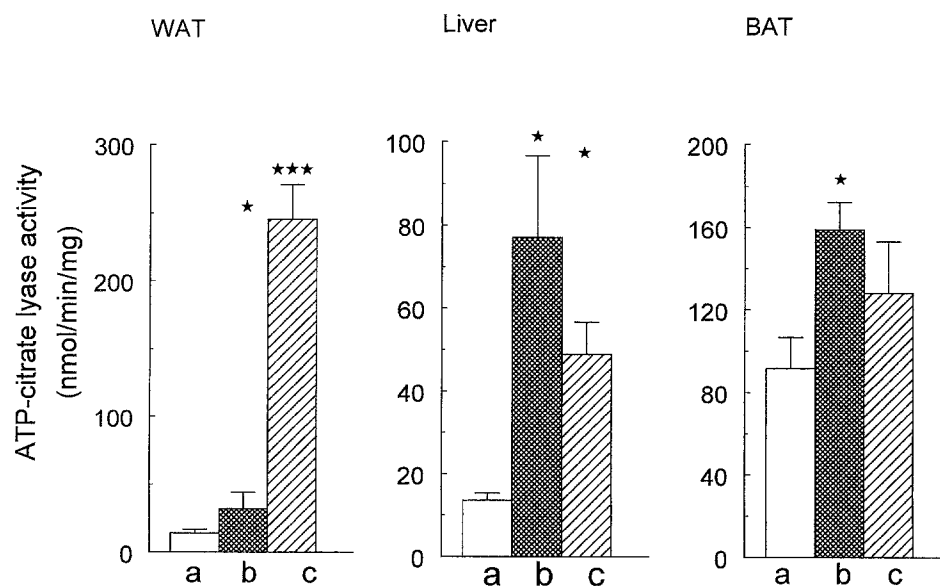 WAT
Liver
BAT
ATP-citrate lyase activity
(nmol/min/mg)
300
200
100
0
a b c
★
★★★
100
80
60
40
20
0
a b c
★
★
200
160
120
80
40
0
a b c
★